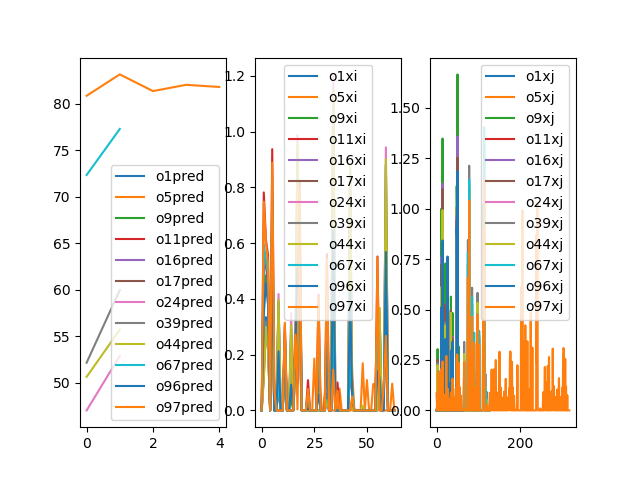 80
75
70
65
60
55
50
0
2
4
o1pred
o5pred
o9pred
o11pred
o16pred
o17pred
o24pred
o39pred
o44pred
o67pred
o96pred
o97pred
1.2
1.0
0.8
0.6
0.4
0.2
0.0
0
25
50
o1xi
o5xi
o9xi
o11xi
o16xi
o17xi
o24xi
o39xi
o44xi
o67xi
o96xi
o97xi
1.50
1.25
1.00
0.75
0.50
0.25
0.00
0
200
o1xj
o5xj
o9xj
o11xj
o16xj
o17xj
o24xj
o39xj
o44xj
o67xj
o96xj
o97xj